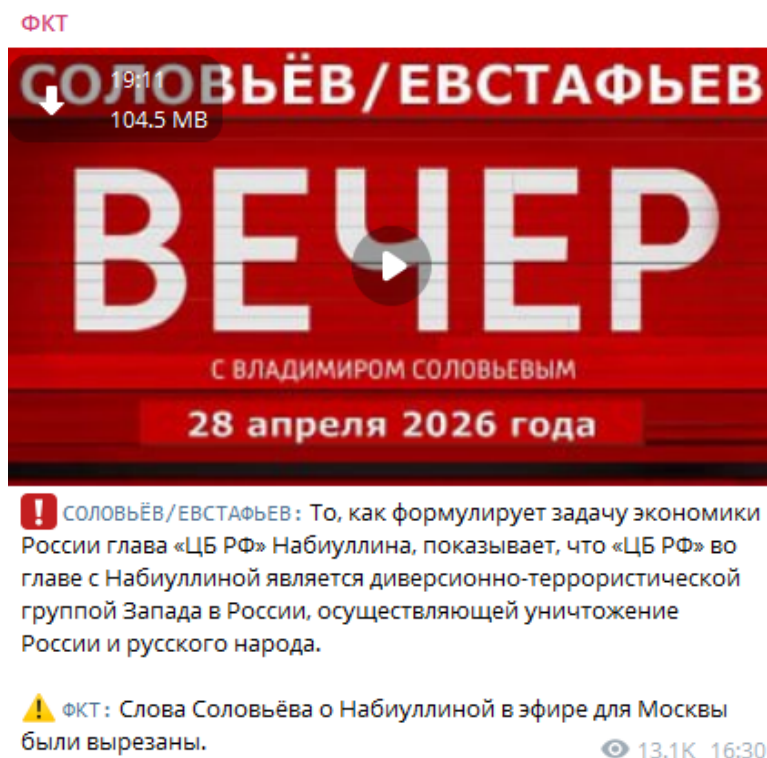 ФКТ
СОЛОВЬЁВ/ЕВСТАФЬЕВ
19:11
104.5 MB
ВЕЧЕР
С ВЛАДИМИРОМ СОЛОВЬЕВЫМ
28 апреля 2026 года
❗ СОЛОВЬЁВ/ЕВСТАФЬЕВ: То, как формулирует задачу экономики
России глава «ЦБ РФ» Набиуллина, показывает, что «ЦБ РФ» во
главе с Набиуллиной является диверсионно-террористической
группой Запада в России, осуществляющей уничтожение
России и русского народа.
⚠️ ФКТ: Слова Соловьёва о Набиуллиной в эфире для Москвы
были вырезаны.
13.1K 16:30